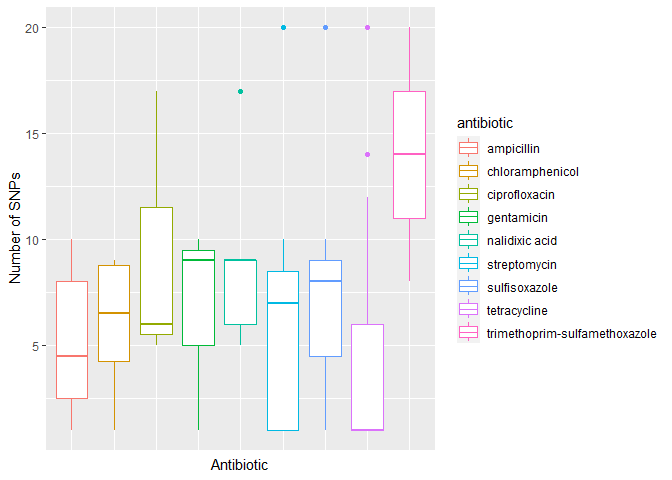 20
15
10
5
Number of SNPs
Antibiotic
antibiotic
ampicillin
chloramphenicol
ciprofloxacin
gentamicin
nalidixic acid
streptomycin
sulfisoxazole
tetracycline
trimethoprim-sulfamethoxazole